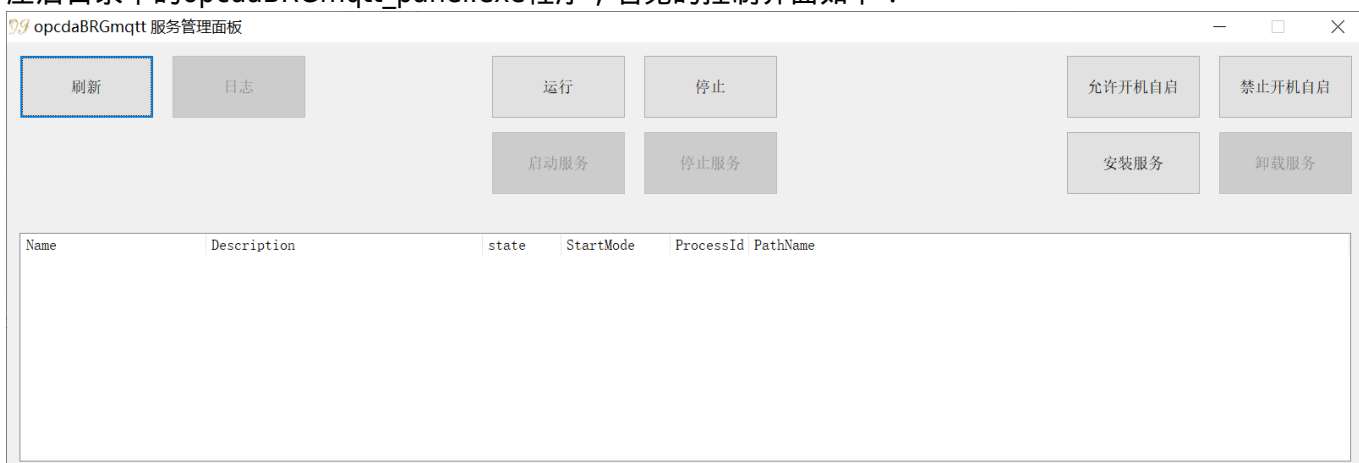 opcdaBRGmqtt 服务管理面板
刷新 日志 运行 停止 允许开机自启 禁止开机自启
启动服务 停止服务 安装服务 卸载服务
Name Description state StartMode ProcessId PathName